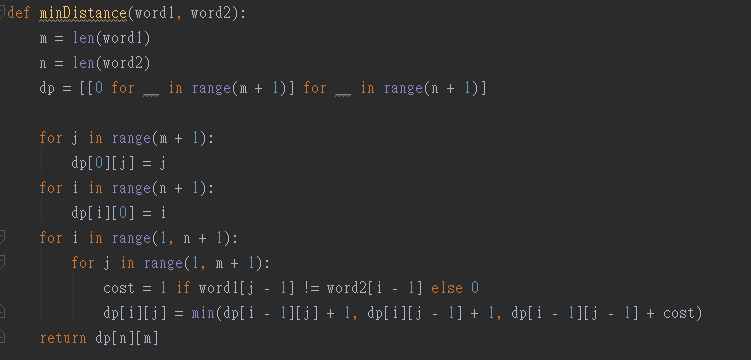 def minDistance(word1, word2):
    m = len(word1)
    n = len(word2)
    dp = [[0 for __ in range(m + 1)] for __ in range(n + 1)]

    for j in range(m + 1):
        dp[0][j] = j
    for i in range(n + 1):
        dp[i][0] = i
    for i in range(1, n + 1):
        for j in range(1, m + 1):
            cost = 1 if word1[j - 1] != word2[i - 1] else 0
            dp[i][j] = min(dp[i - 1][j] + 1, dp[i][j - 1] + 1, dp[i - 1][j - 1] + cost)
    return dp[n][m]